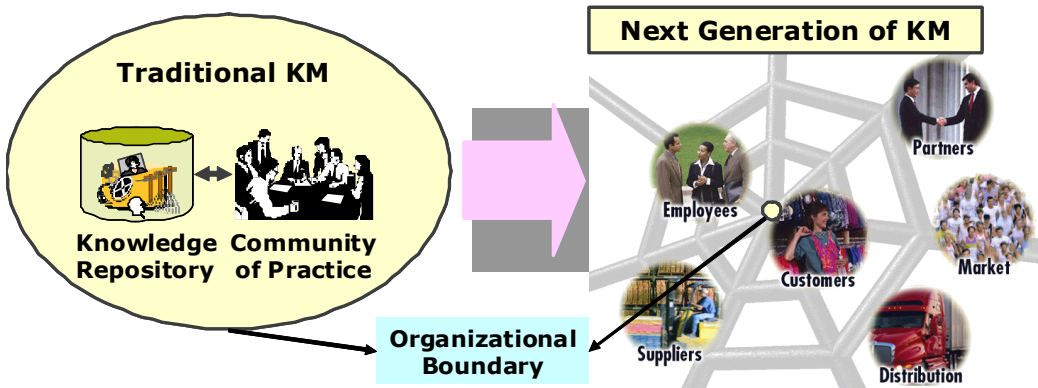 Traditional KM
Knowledge
Repository
Community
of Practice
Organizational
Boundary
Next Generation of KM
Partners
Employees
Customers
Market
Suppliers
Distribution